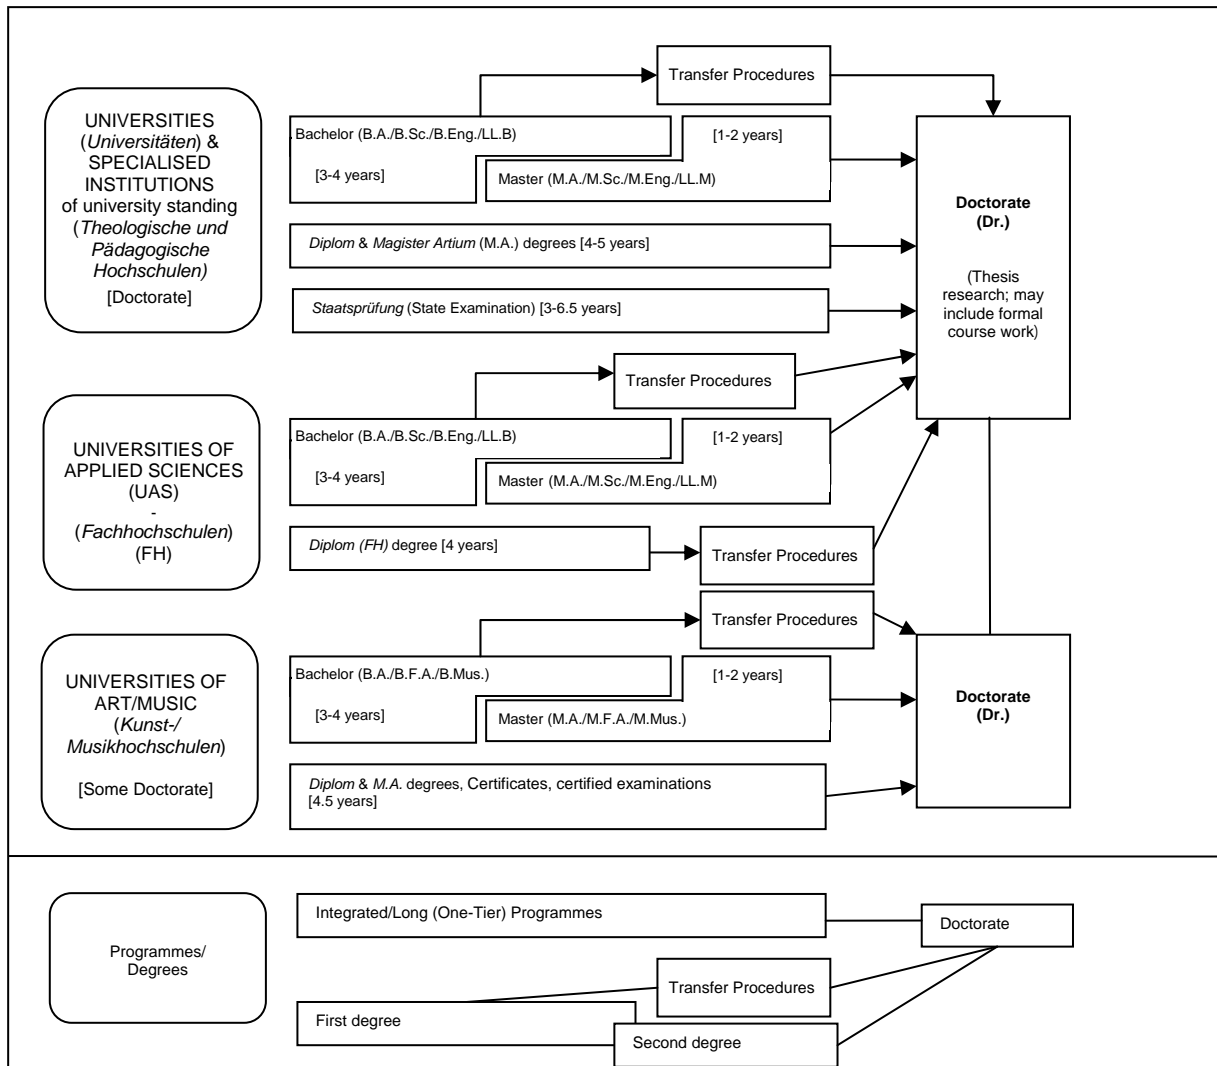 Transfer Procedures
UNIVERSITIES
(Universitäten) &
SPECIALISED
INSTITUTIONS
of university standing
(Theologische und
Pädagogische
Hochschulen)
[Doctorate]
Bachelor (B.A./B.Sc./B.Eng./LL.B)
[3-4 years]
[1-2 years]
Master (M.A./M.Sc./M.Eng./LL.M)
Diplom & Magister Artium (M.A.) degrees [4-5 years]
Staatsprüfung (State Examination) [3-6.5 years]
Doctorate
(Dr.)
(Thesis
research; may
include formal
course work)
Transfer Procedures
UNIVERSITIES OF
APPLIED SCIENCES
(UAS)
-
(Fachhochschulen)
(FH)
Bachelor (B.A./B.Sc./B.Eng./LL.B)
[3-4 years]
[1-2 years]
Master (M.A./M.Sc./M.Eng./LL.M)
Diplom (FH) degree [4 years]
Transfer Procedures
Transfer Procedures
UNIVERSITIES OF
ART/MUSIC
(Kunst-/
Musikhochschulen)
[Some Doctorate]
Bachelor (B.A./B.F.A./B.Mus.)
[3-4 years]
[1-2 years]
Master (M.A./M.F.A./M.Mus.)
Diplom & M.A. degrees, Certificates, certified examinations
[4.5 years]
Doctorate
(Dr.)
Programmes/
Degrees
Integrated/Long (One-Tier) Programmes
Doctorate
Transfer Procedures
First degree
Second degree